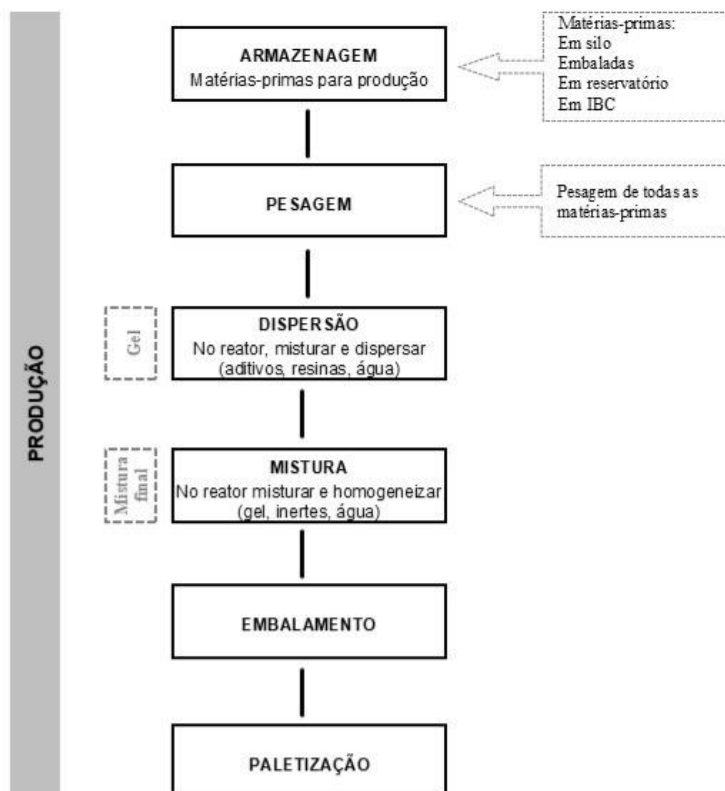 PRODUÇÃO
ARMAZENAGEM
Matérias-primas para produção
Matérias-primas:
Em silo
Embaladas
Em reservatório
Em IBC
PESAGEM
Pesagem de todas as
matérias-primas
Gel
DISPERSÃO
No reator, misturar e dispersar
(aditivos, resinas, água)
Mistura
final
MISTURA
No reator misturar e homogeneizar
(gel, inertes, água)
EMBALAMENTO
PALETIZAÇÃO